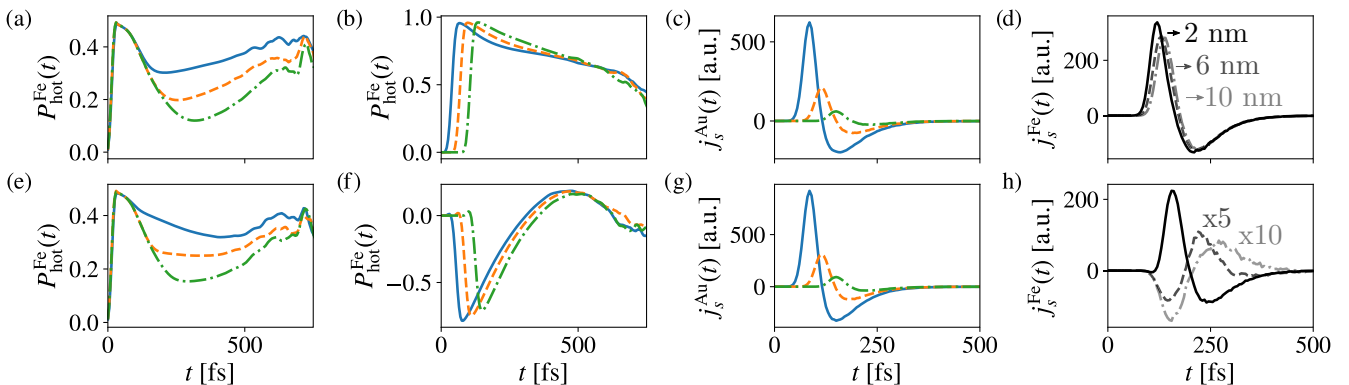 (a)
P_hot^Fe(t)
0.4
0.2
0.0
(b)
P_hot^Fe(t)
1.0
0.5
0.0
(c)
j_s^Au(t) [a.u.]
500
0
(d)
j_s^Fe(t) [a.u.]
200
0
2 nm
6 nm
10 nm
(e)
P_hot^Fe(t)
0.4
0.2
0.0
0
500
t [fs]
(f)
P_hot^Fe(t)
0.0
−0.5
0
500
t [fs]
(g)
j_s^Au(t) [a.u.]
500
0
0
250
500
t [fs]
(h)
j_s^Fe(t) [a.u.]
200
0
x5
x10
0
250
500
t [fs]